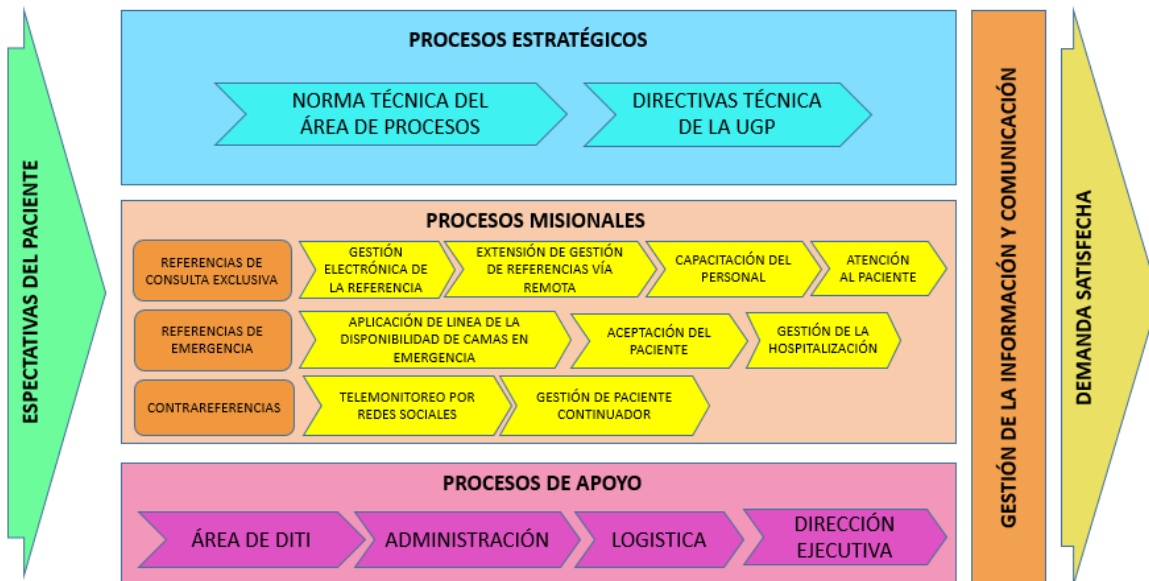 ESPECTATIVAS DEL PACIENTE
PROCESOS ESTRATÉGICOS
NORMA TÉCNICA DEL
ÁREA DE PROCESOS
DIRECTIVAS TÉCNICA
DE LA UGP
PROCESOS MISIONALES
REFERENCIAS DE
CONSULTA EXCLUSIVA
GESTIÓN
ELECTRÓNICA DE
LA REFERENCIA
EXTENSIÓN DE GESTIÓN
DE REFERENCIAS VÍA
REMOTA
CAPACITACIÓN DEL
PERSONAL
ATENCIÓN
AL PACIENTE
REFERENCIAS DE
EMERGENCIA
APLICACIÓN DE LINEA DE LA
DISPONIBILIDAD DE CAMAS EN
EMERGENCIA
ACEPTACIÓN DEL
PACIENTE
GESTIÓN DE LA
HOSPITALIZACIÓN
CONTRAREFERENCIAS
TELEMONITOREO POR
REDES SOCIALES
GESTIÓN DE PACIENTE
CONTINUADOR
PROCESOS DE APOYO
ÁREA DE DITI
ADMINISTRACIÓN
LOGISTICA
DIRECCIÓN
EJECUTIVA
GESTIÓN DE LA INFORMACIÓN Y COMUNICACIÓN
DEMANDA SATISFECHA